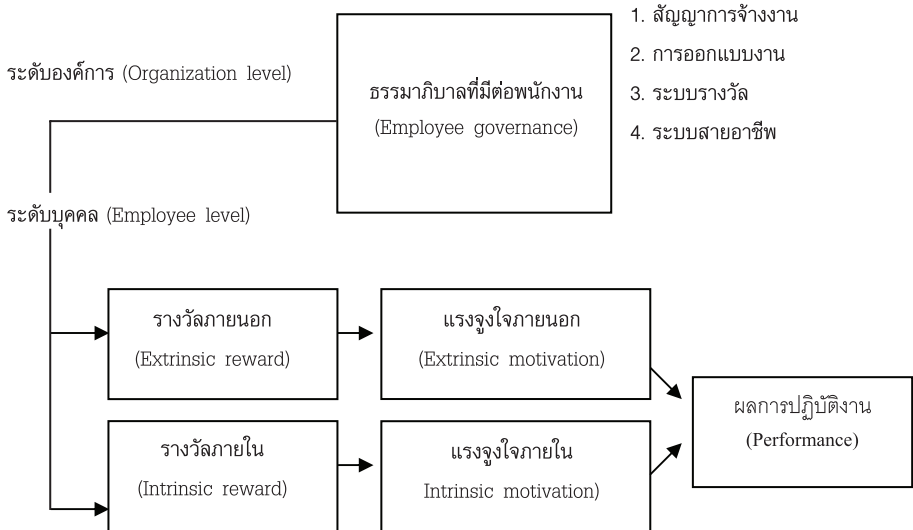 1. สัญญาการจ้างงาน
2. การออกแบบงาน
3. ระบบรางวัล
4. ระบบสายอาชีพ
ระดับองค์การ (Organization level)
ธรรมาภิบาลที่มีต่อพนักงาน
(Employee governance)
ระดับบุคคล (Employee level)
รางวัลภายนอก
(Extrinsic reward)
แรงจูงใจภายนอก
(Extrinsic motivation)
รางวัลภายใน
(Intrinsic reward)
แรงจูงใจภายใน
Intrinsic motivation)
ผลการปฏิบัติงาน
(Performance)